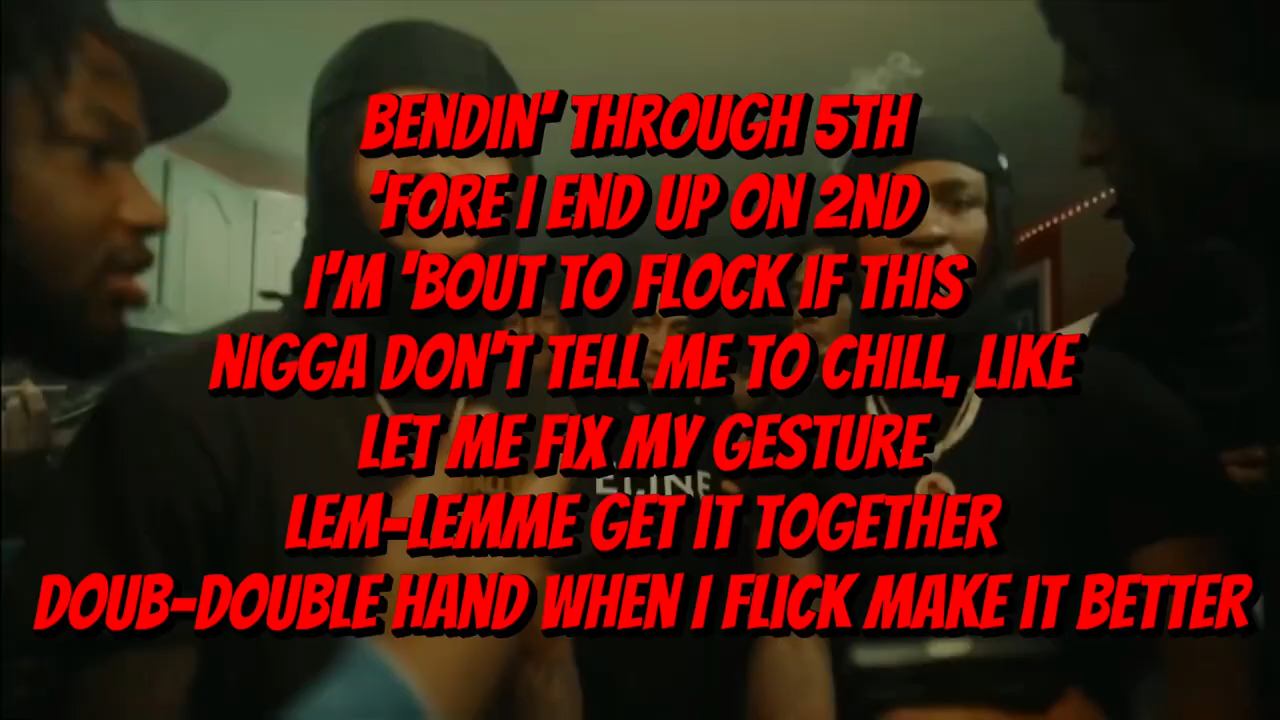 BENDIN' THROUGH 5TH
'FORE I END UP ON 2ND
I'M 'BOUT TO FLOCK IF THIS
NIGGA DON'T TELL ME TO CHILL, LIKE
LET ME FIX MY GESTURE
LEM-LEMME GET IT TOGETHER
DOUB-DOUBLE HAND WHEN I FLICK MAKE IT BETTER